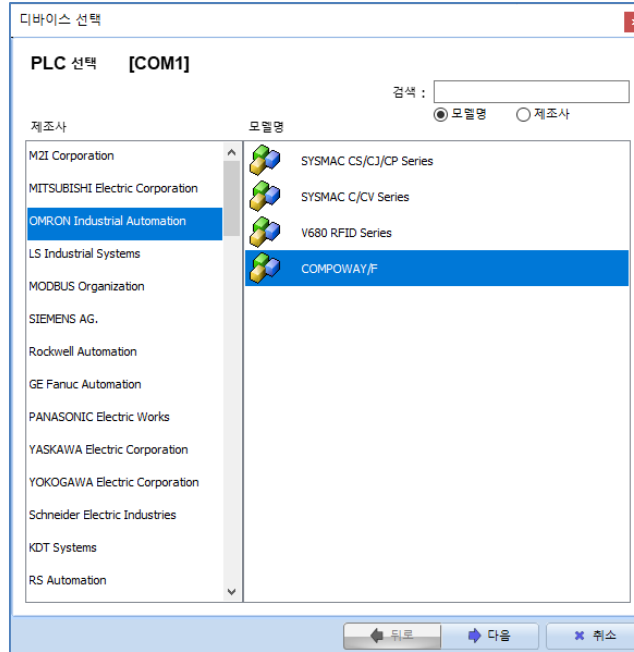 디바이스 선택
PLC 선택 [COM1]
검색 :
모델명 제조사
제조사
모델명
M2I Corporation
MITSUBISHI Electric Corporation
OMRON Industrial Automation
LS Industrial Systems
MODBUS Organization
SIEMENS AG.
Rockwell Automation
GE Fanuc Automation
PANASONIC Electric Works
YASKAWA Electric Corporation
YOKOGAWA Electric Corporation
Schneider Electric Industries
KDT Systems
RS Automation
SYSMAC CS/CJ/CP Series
SYSMAC C/CV Series
V680 RFID Series
COMPOWAY/F
뒤로 다음 취소